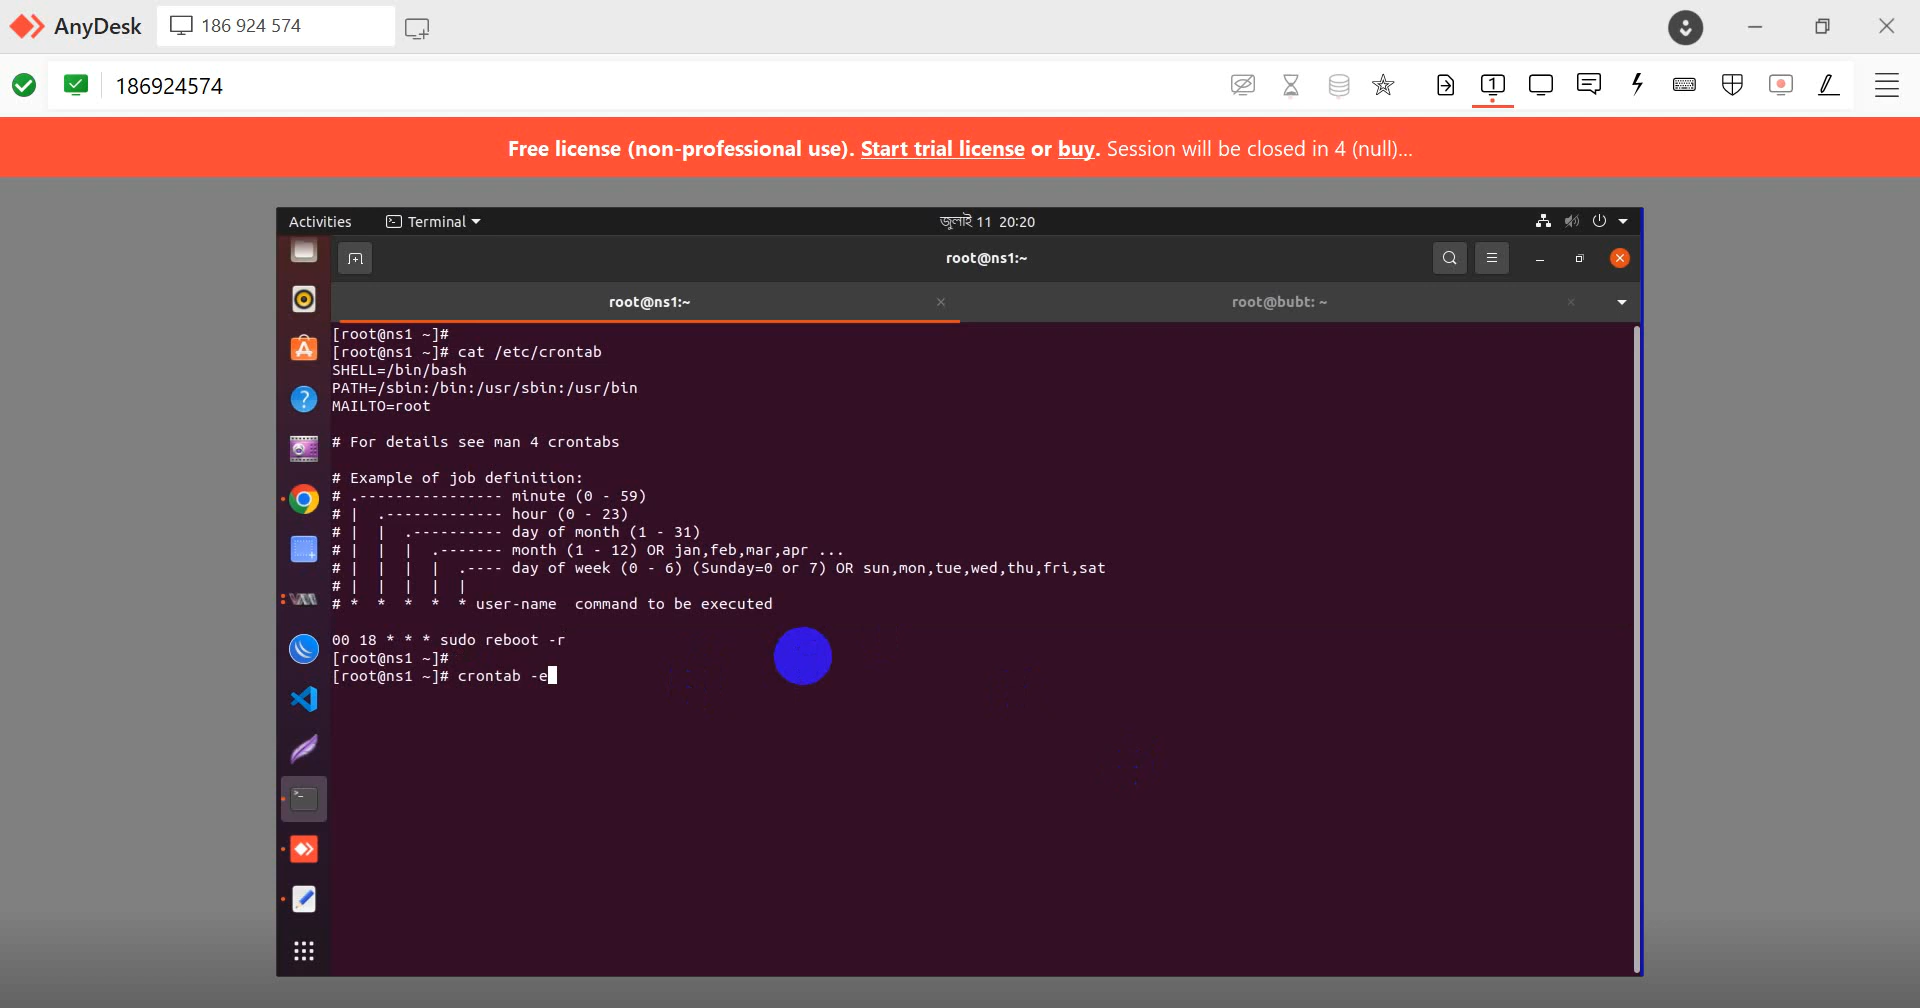 AnyDesk
186 924 574
186924574
1
Free license (non-professional use). Start trial license or buy. Session will be closed in 4 (null)...
Activities
Terminal
জুলাই 11 20:20
root@ns1:~
root@ns1:~
root@bubt: ~
[root@ns1 ~]#
[root@ns1 ~]# cat /etc/crontab
SHELL=/bin/bash
PATH=/sbin:/bin:/usr/sbin:/usr/bin
MAILTO=root
# For details see man 4 crontabs
# Example of job definition:
# .---------------- minute (0 - 59)
# |  .------------- hour (0 - 23)
# |  |  .---------- day of month (1 - 31)
# |  |  |  .------- month (1 - 12) OR jan,feb,mar,apr ...
# |  |  |  |  .---- day of week (0 - 6) (Sunday=0 or 7) OR sun,mon,tue,wed,thu,fri,sat
# |  |  |  |  |
# *  *  *  *  * user-name  command to be executed
00 18 * * * sudo reboot -r
[root@ns1 ~]#
[root@ns1 ~]# crontab -e